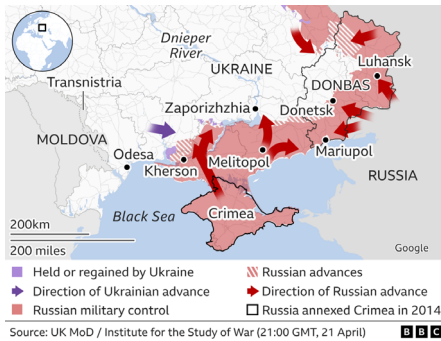 Dnieper
River
UKRAINE
Luhansk
Transnistria
DONBAS
Zaporizhzhia
Donetsk
MOLDOVA
Odesa
Melitopol
Mariupol
Kherson
RUSSIA
Black Sea
Crimea
200km
200 miles
Google
Held or regained by Ukraine
Russian advances
Direction of Ukrainian advance
Direction of Russian advance
Russian military control
Russia annexed Crimea in 2014
Source: UK MoD / Institute for the Study of War (21:00 GMT, 21 April)
BBC